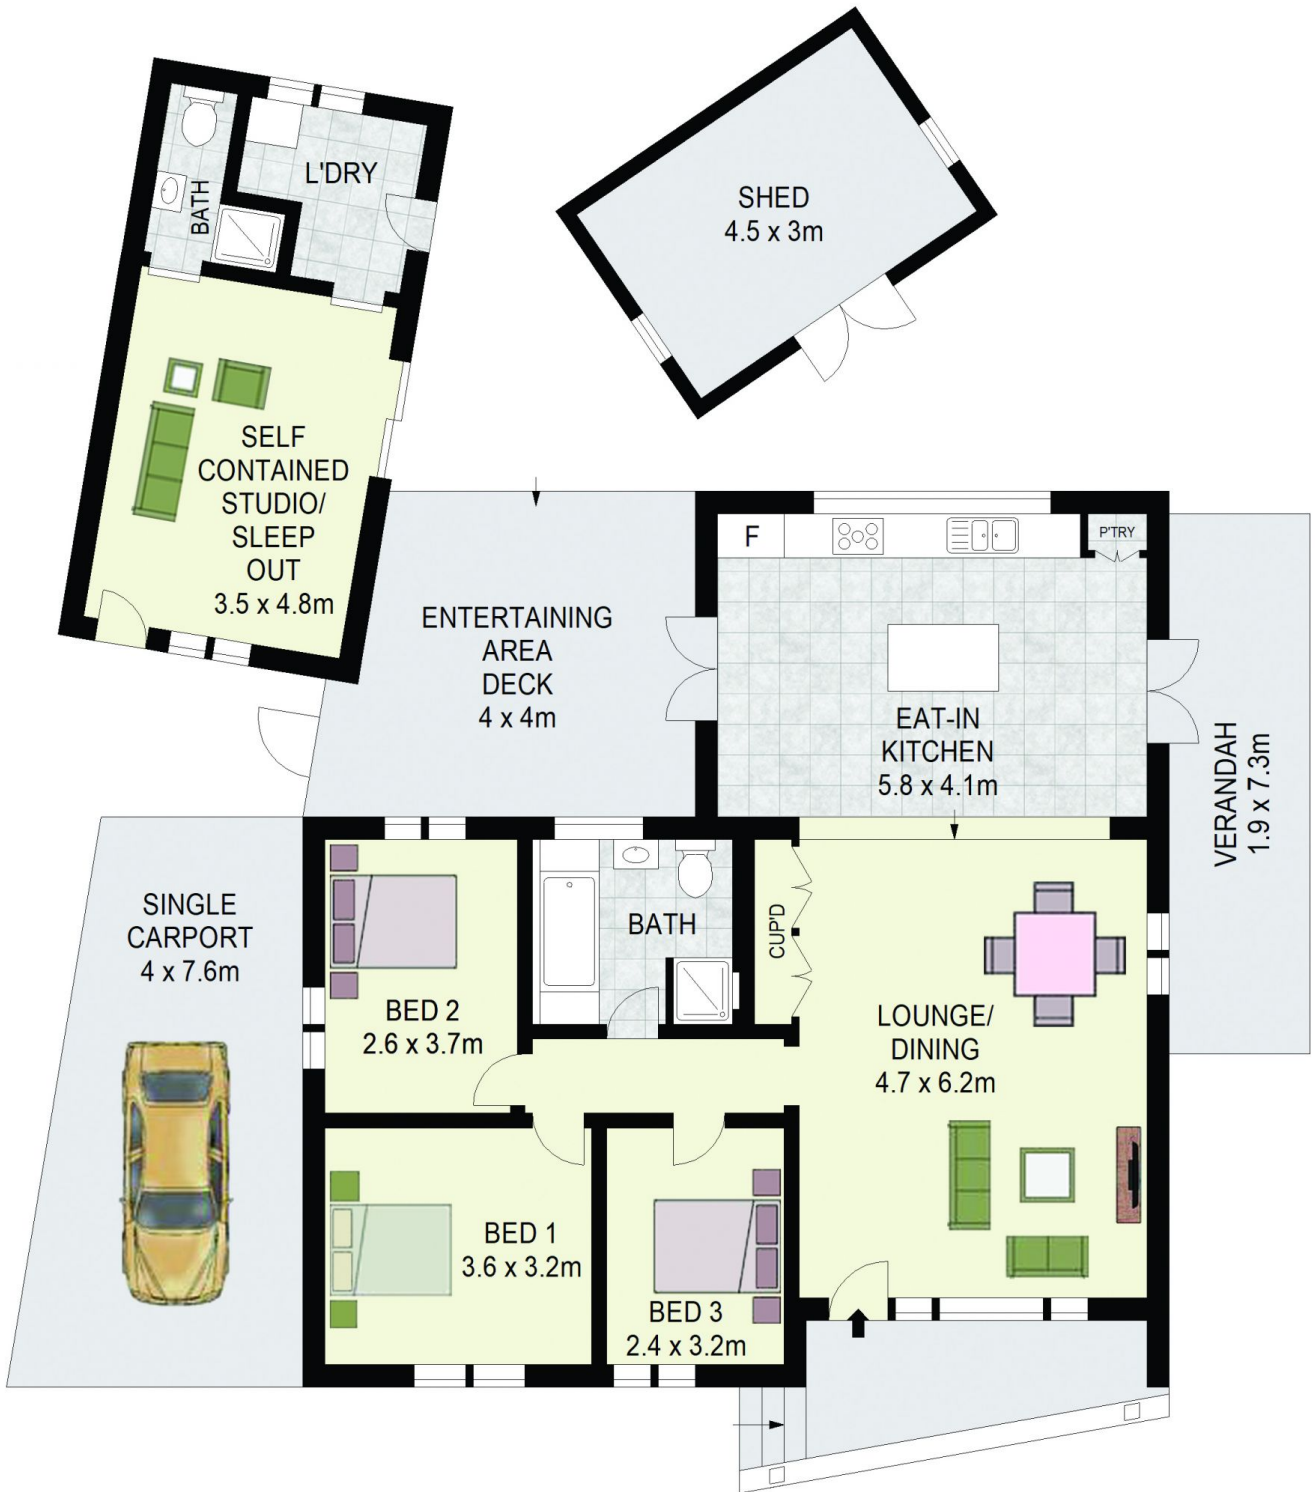 L'DRY
BATH
SHED
4.5 x 3m
SELF
CONTAINED
STUDIO/
SLEEP
OUT
3.5 x 4.8m
F
P'TRY
ENTERTAINING
AREA
DECK
4 x 4m
EAT-IN
KITCHEN
5.8 x 4.1m
VERANDAH
1.9 x 7.3m
SINGLE
CARPORT
4 x 7.6m
BED 2
2.6 x 3.7m
BATH
CUP'D
LOUNGE/
DINING
4.7 x 6.2m
BED 1
3.6 x 3.2m
BED 3
2.4 x 3.2m